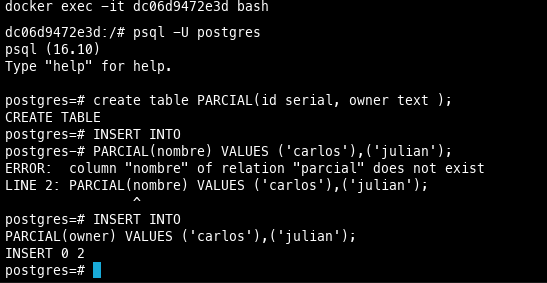 docker exec -it dc06d9472e3d bash
dc06d9472e3d:/# psql -U postgres
psql (16.10)
Type "help" for help.
postgres=# create table PARCIAL(id serial, owner text );
CREATE TABLE
postgres=# INSERT INTO
postgres-# PARCIAL(nombre) VALUES ('carlos'),('julian');
ERROR:  column "nombre" of relation "parcial" does not exist
LINE 2: PARCIAL(nombre) VALUES ('carlos'),('julian');
^
postgres=# INSERT INTO
PARCIAL(owner) VALUES ('carlos'),('julian');
INSERT 0 2
postgres=#